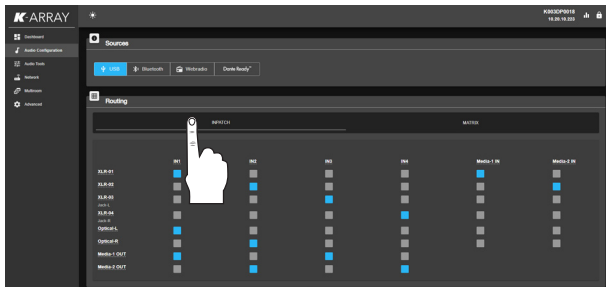 K-ARRAY
K003DP0018
10.20.10.223
Dashboard
Audio Configuration
Audio Tools
Network
Multiroom
Advanced
Sources
USB
Bluetooth
Webradio
Dante Ready™
Routing
INPATCH MATRIX
IN1 IN2 IN3 IN4 Media-1 IN Media-2 IN
XLR-01
XLR-02
XLR-03
Jack-L
XLR-04
Jack-R
Optical-L
Optical-R
Media-1 OUT
Media-2 OUT